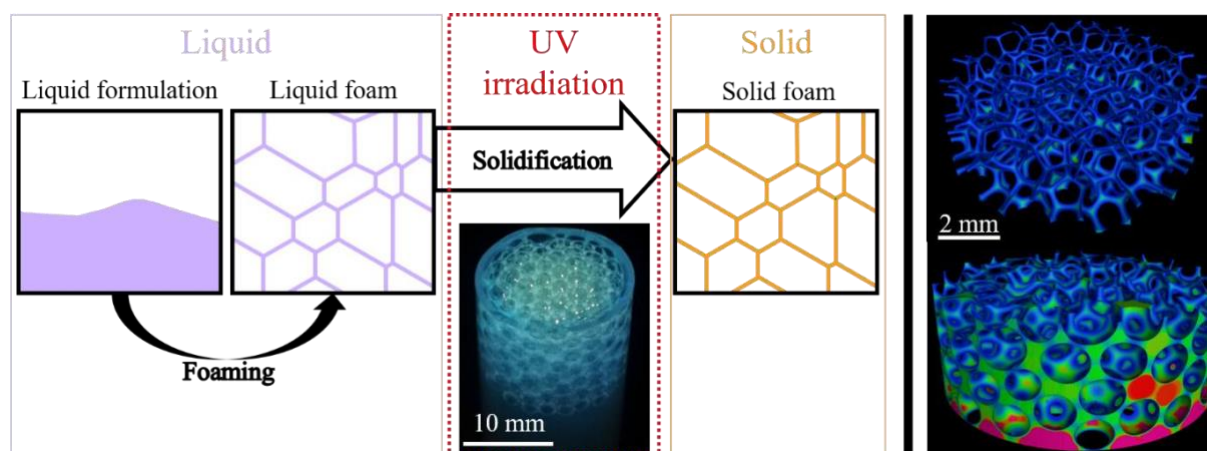 Liquid
Liquid formulation
Liquid foam
Foaming
UV
irradiation
Solidification
10 mm
Solid
Solid foam
2 mm